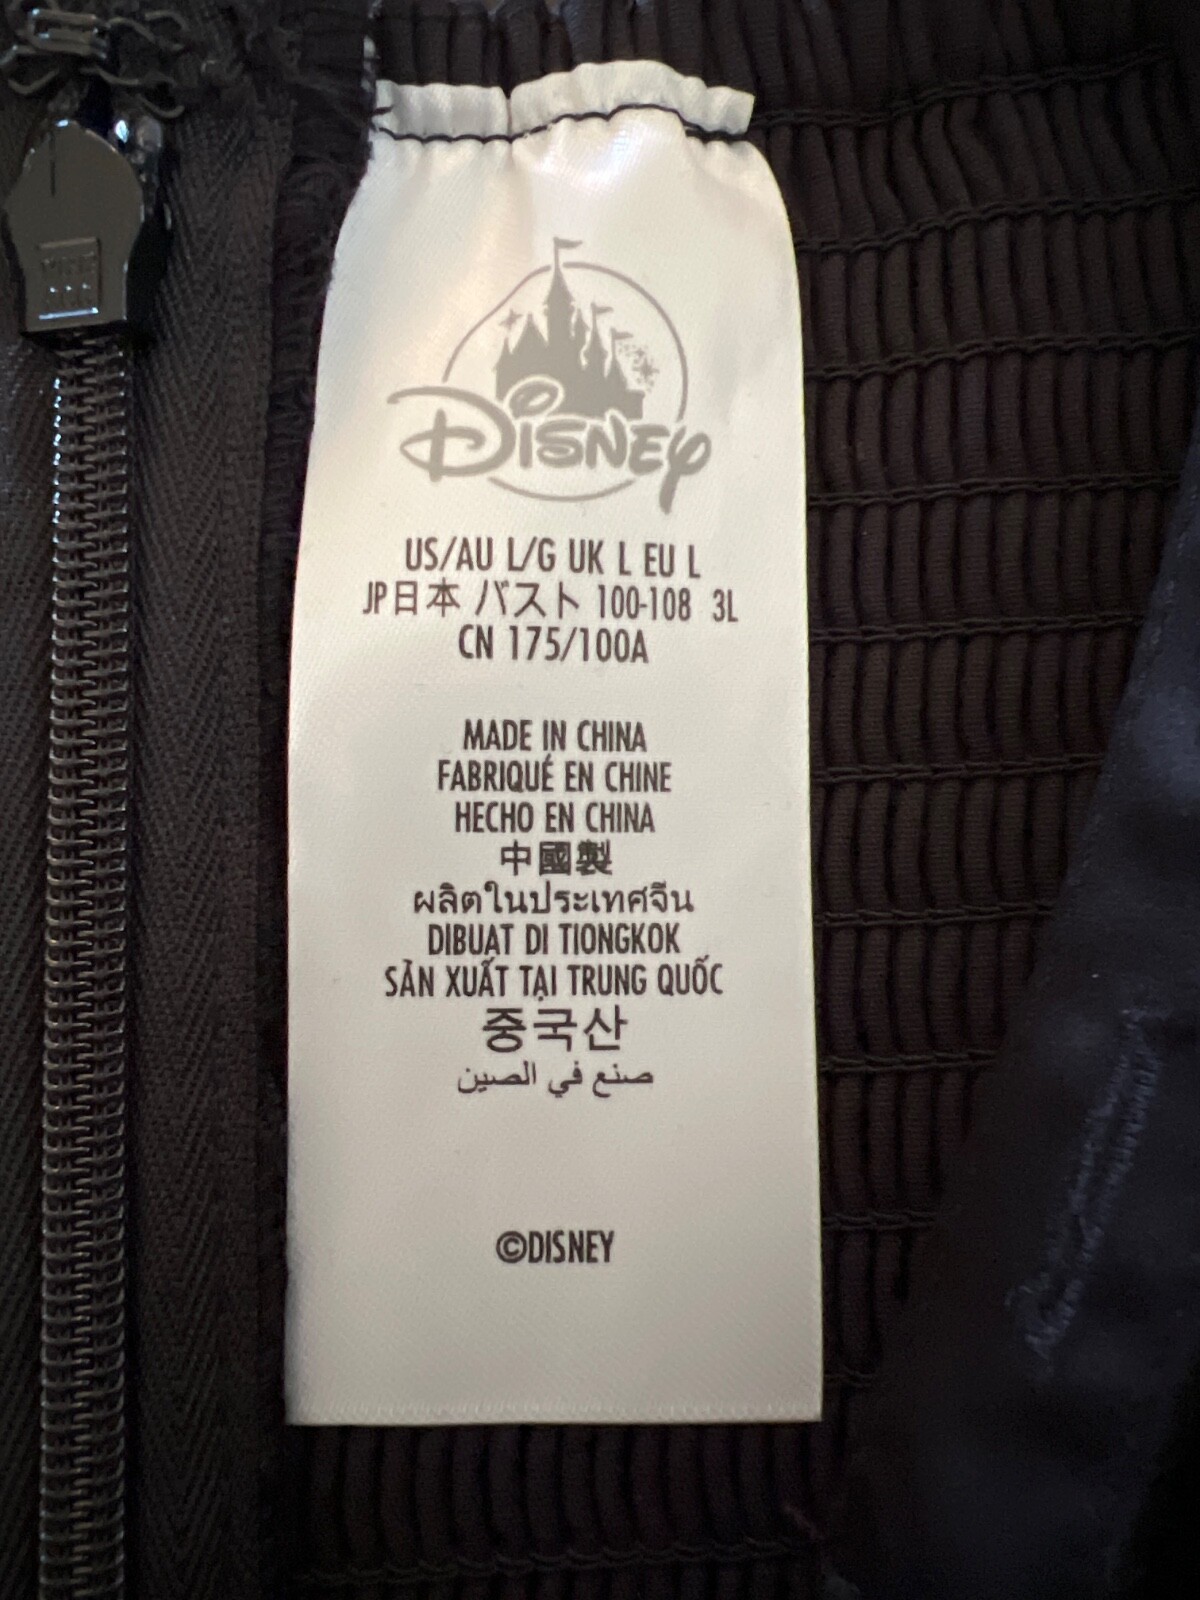 Disney
US/AU L/G UK L EU L
JP日本 バスト 100-108 3L
CN 175/100A
MADE IN CHINA
FABRIQUÉ EN CHINE
HECHO EN CHINA
中國製
ผลิตในประเทศจีน
DIBUAT DI TIONGKOK
SẢN XUẤT TẠI TRUNG QUỐC
중국산
صنع في الصين
©DISNEY